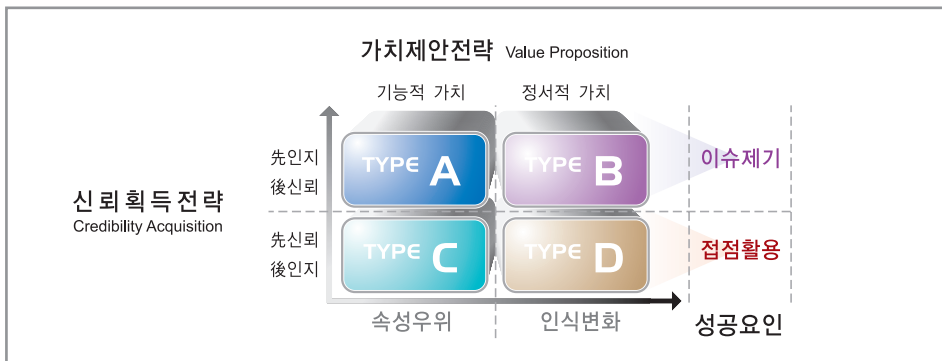 가치제안전략 Value Proposition
기능적 가치 정서적 가치
先인지
後신뢰
TYPE A
TYPE B
이슈제기
신뢰획득전략
Credibility Acquisition
先신뢰
後인지
TYPE C
TYPE D
접점활용
속성우위 인식변화 성공요인